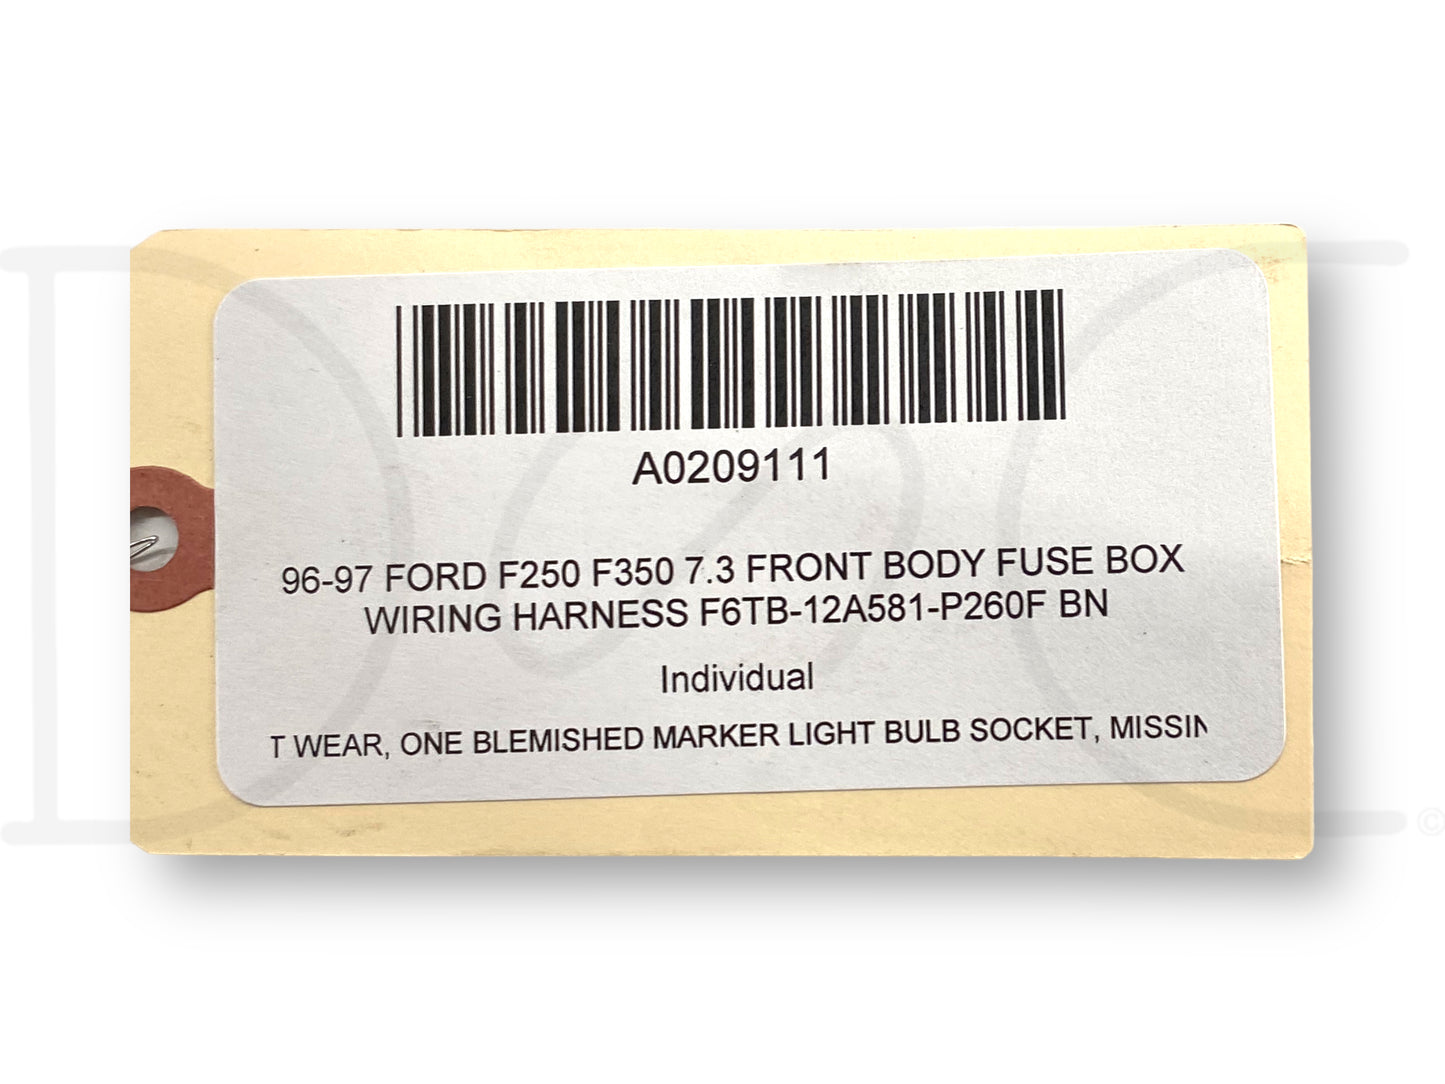 A0209111
96-97 FORD F250 F350 7.3 FRONT BODY FUSE BOX
WIRING HARNESS F6TB-12A581-P260F BN
Individual
T WEAR, ONE BLEMISHED MARKER LIGHT BULB SOCKET, MISSIN
©